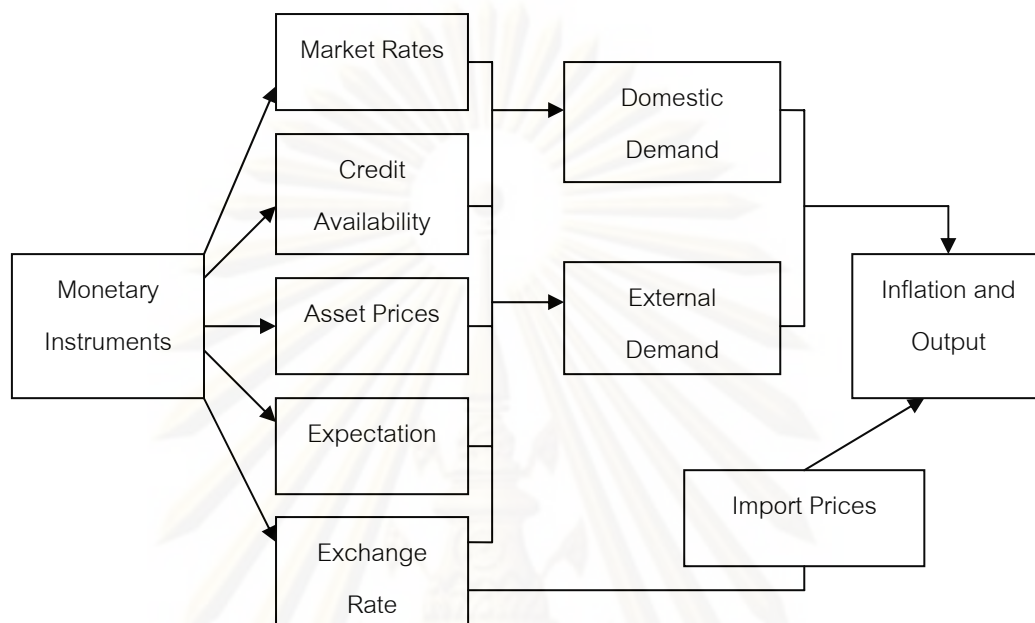 Market Rates
Credit
Availability
Monetary
Instruments
Asset Prices
Expectation
Exchange
Rate
Domestic
Demand
External
Demand
Inflation and
Output
Import Prices